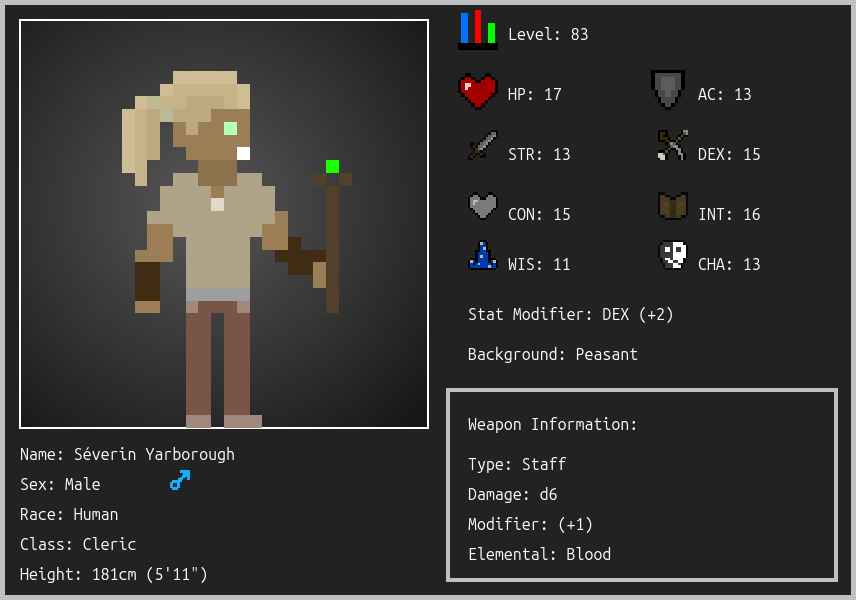 Level: 83
HP: 17
AC: 13
STR: 13
DEX: 15
CON: 15
INT: 16
WIS: 11
CHA: 13
Stat Modifier: DEX (+2)
Background: Peasant
Weapon Information:
Type: Staff
Damage: d6
Modifier: (+1)
Elemental: Blood
Name: Séverin Yarborough
Sex: Male
Race: Human
Class: Cleric
Height: 181cm (5'11")